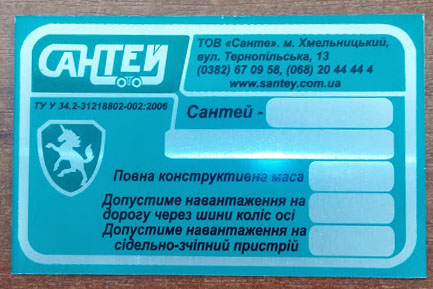 САНТЕЙ
ТОВ «Санте». м. Хмельницький,
вул. Тернопільська, 13
(0382) 67 09 58, (068) 20 44 44 4
www.santey.com.ua
ТУ У 34.2-31218802-002:2006
Сантей -
Повна конструктивна маса
Допустиме навантаження на
дорогу через шини коліс осі
Допустиме навантаження на
сідельно-зчіпний пристрій